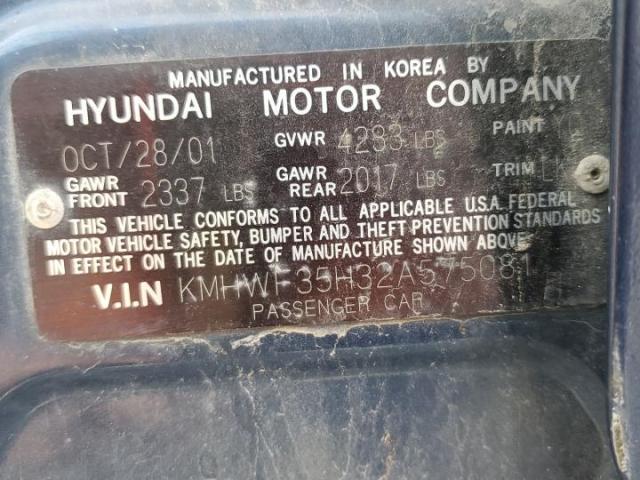 MANUFACTURED IN KOREA BY
HYUNDAI MOTOR COMPANY
OCT/28/01 GVWR 4233 LBS PAINT
GAWR FRONT 2337 LBS GAWR REAR 2017 LBS TRIM
THIS VEHICLE CONFORMS TO ALL APPLICABLE U.S.A. FEDERAL
MOTOR VEHICLE SAFETY, BUMPER AND THEFT PREVENTION STANDARDS
IN EFFECT ON THE DATE OF MANUFACTURE SHOWN ABOVE
V.I.N KMHWF35H32A575081
PASSENGER CAR